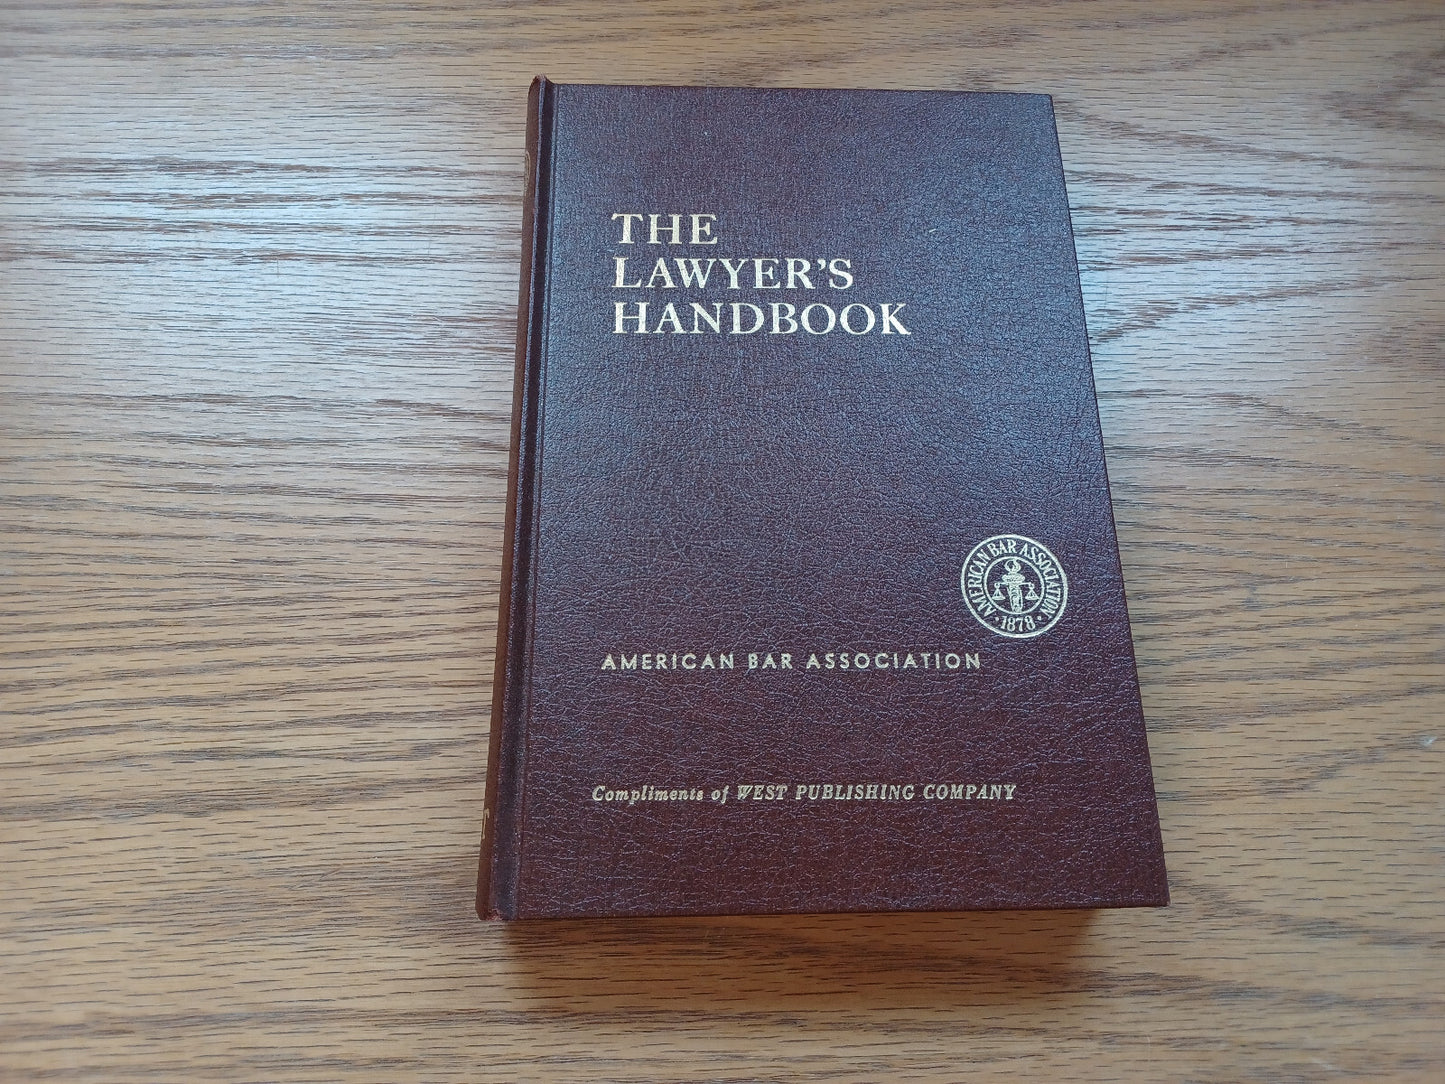 THE
LAWYER'S
HANDBOOK
AMERICAN BAR ASSOCIATION
· 1878 ·
AMERICAN BAR ASSOCIATION
Compliments of WEST PUBLISHING COMPANY